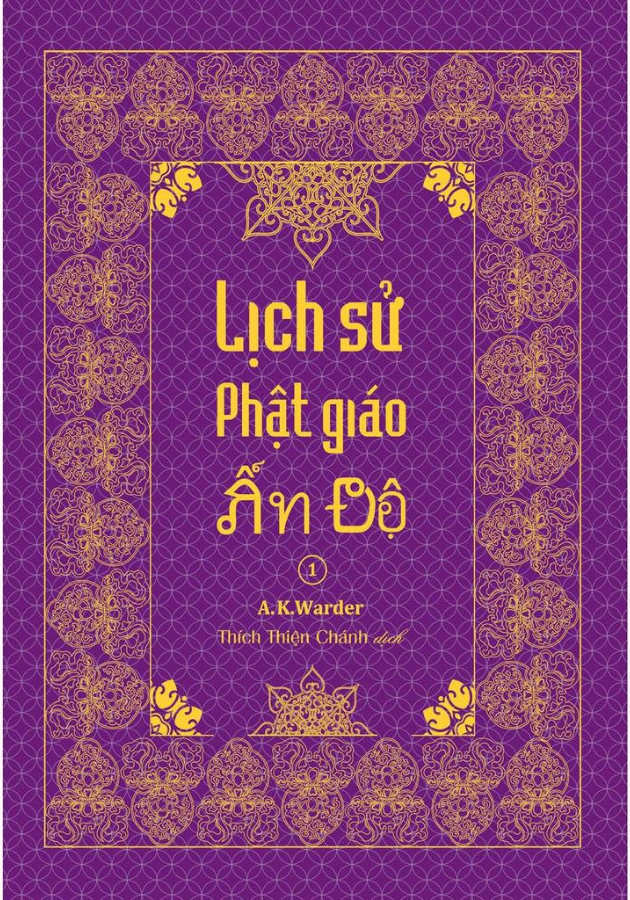 Lịch sử
Phật giáo
Ấn Độ
1
A.K.Warder
Thích Thiện Chánh dịch